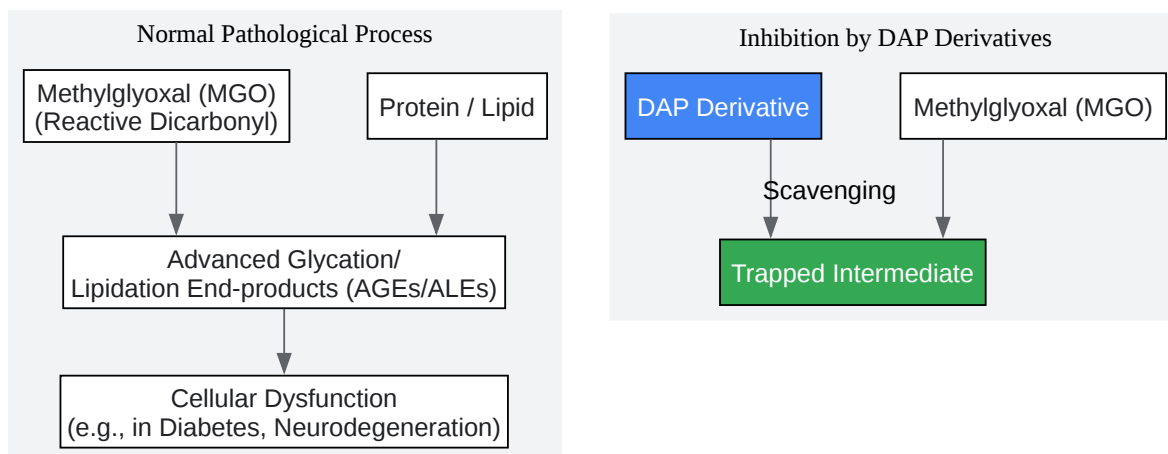 Normal Pathological Process
Methylglyoxal (MGO)
(Reactive Dicarbonyl)
Protein / Lipid
Advanced Glycation/
Lipidation End-products (AGEs/ALEs)
Cellular Dysfunction
(e.g., in Diabetes, Neurodegeneration)
Inhibition by DAP Derivatives
DAP Derivative
Methylglyoxal (MGO)
Scavenging
Trapped Intermediate